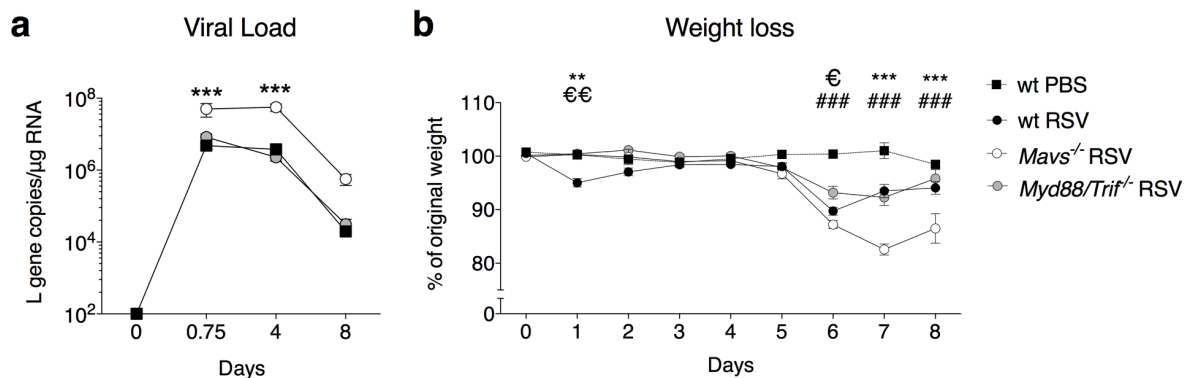 a
Viral Load
L gene copies/µg RNA
10^8
10^6
10^4
10^2
*** ***
0 0.75 4 8
Days
b
Weight loss
% of original weight
110
100
90
80
0
** € *** ***
€€ ### ### ###
0 1 2 3 4 5 6 7 8
Days
wt PBS
wt RSV
Mavs-/- RSV
Myd88/Trif-/- RSV